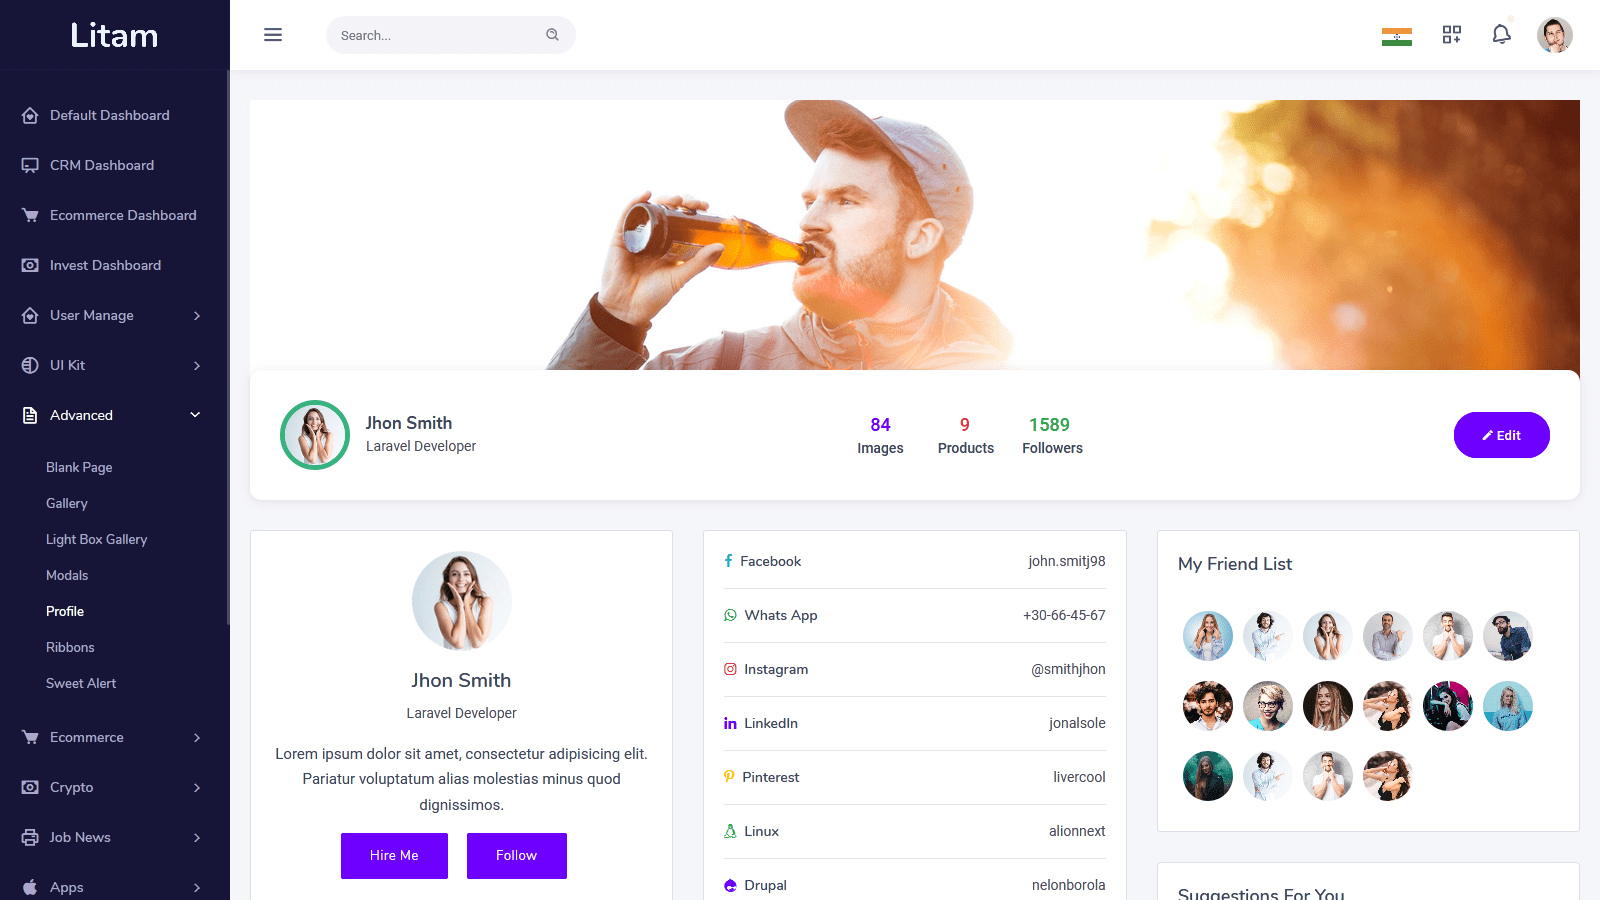 Litam
Search...
Default Dashboard
CRM Dashboard
Ecommerce Dashboard
Invest Dashboard
User Manage
UI Kit
Advanced
Blank Page
Gallery
Light Box Gallery
Modals
Profile
Ribbons
Sweet Alert
Ecommerce
Crypto
Job News
Apps
Jhon Smith
Laravel Developer
84
Images
9
Products
1589
Followers
Edit
Jhon Smith
Laravel Developer
Lorem ipsum dolor sit amet, consectetur adipisicing elit.
Pariatur voluptatum alias molestias minus quod
dignissimos.
Hire Me
Follow
Facebook john.smitj98
Whats App +30-66-45-67
Instagram @smithjhon
LinkedIn jonalsole
Pinterest livercool
Linux alionnext
Drupal nelonborola
My Friend List
Suggestions For You